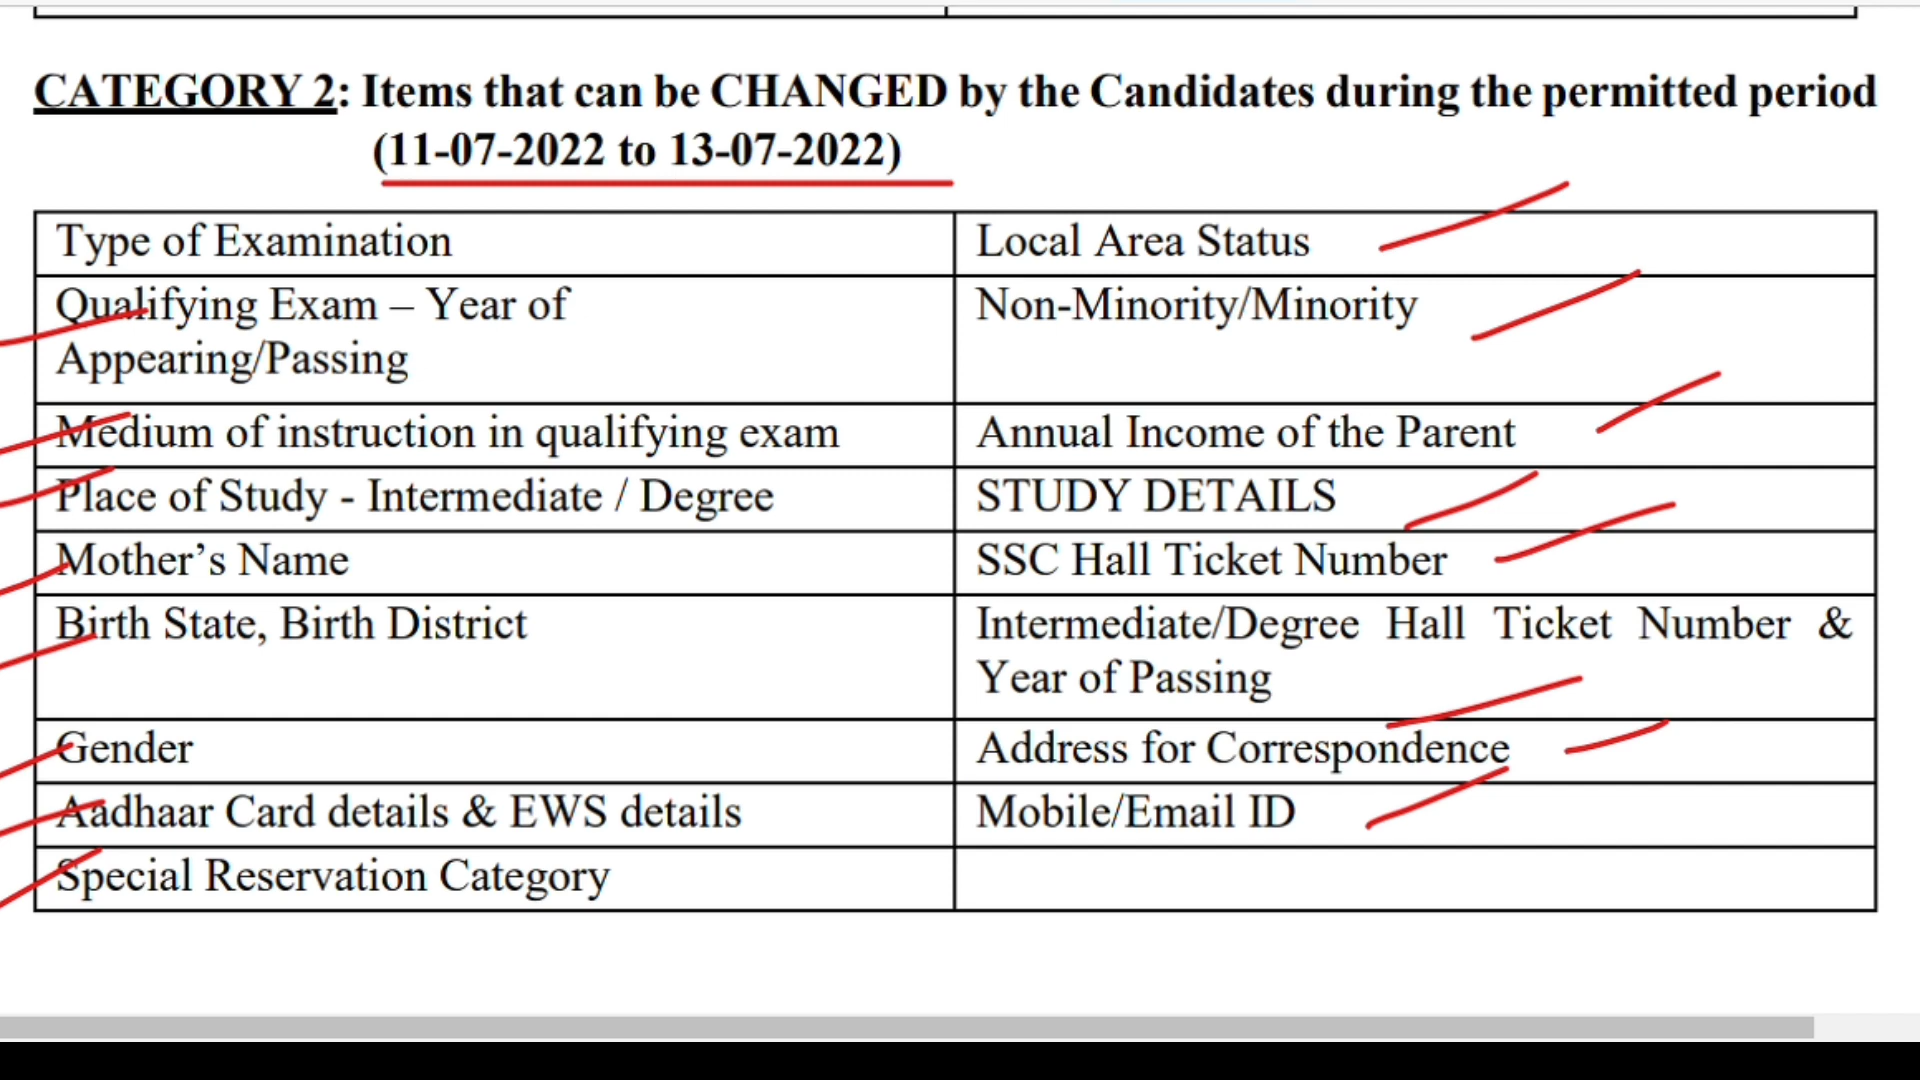 CATEGORY 2: Items that can be CHANGED by the Candidates during the permitted period
(11-07-2022 to 13-07-2022)
Type of Examination
Local Area Status
Qualifying Exam – Year of
Appearing/Passing
Non-Minority/Minority
Medium of instruction in qualifying exam
Annual Income of the Parent
Place of Study - Intermediate / Degree
STUDY DETAILS
Mother’s Name
SSC Hall Ticket Number
Birth State, Birth District
Intermediate/Degree Hall Ticket Number &
Year of Passing
Gender
Address for Correspondence
Aadhaar Card details & EWS details
Mobile/Email ID
Special Reservation Category